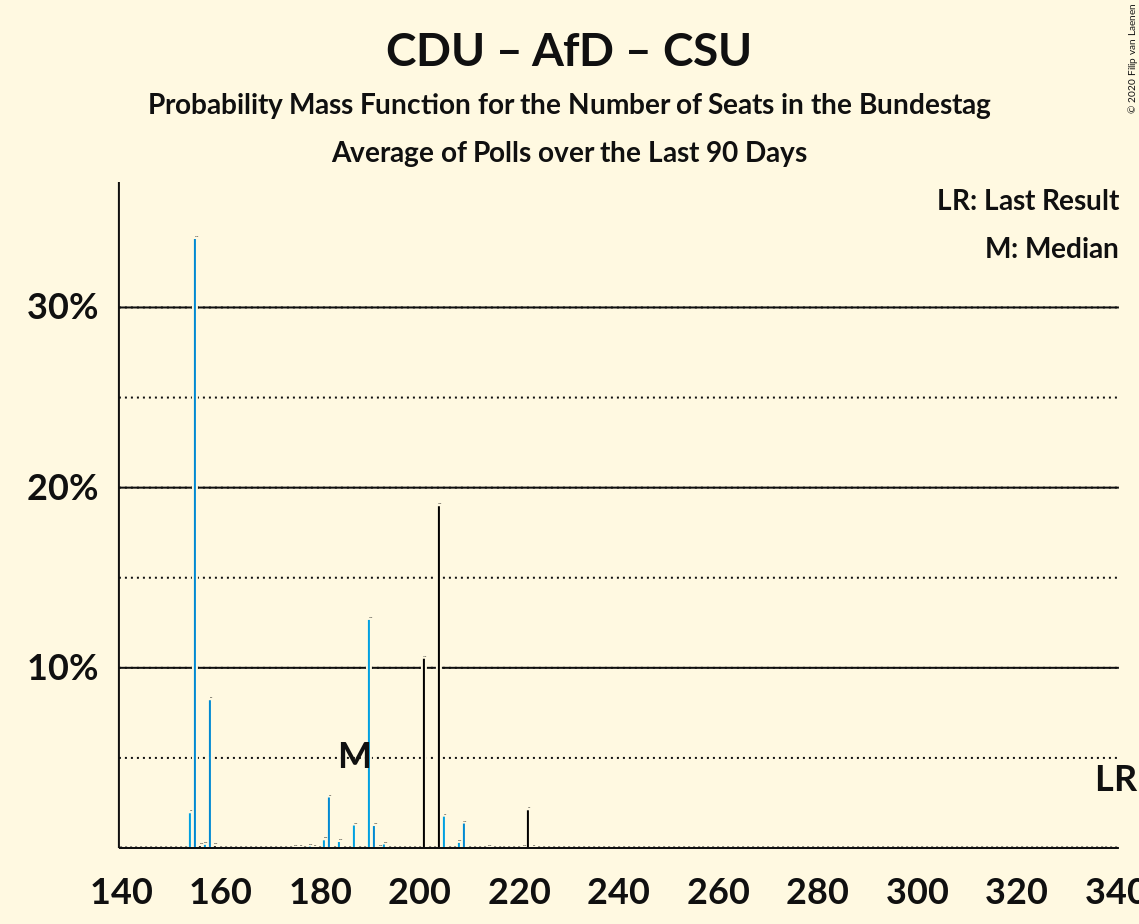 CDU – AfD – CSU
Probability Mass Function for the Number of Seats in the Bundestag
Average of Polls over the Last 90 Days
© 2020 Filip van Laenen
LR: Last Result
M: Median
30%
20%
10%
M
LR
140 160 180 200 220 240 260 280 300 320 340